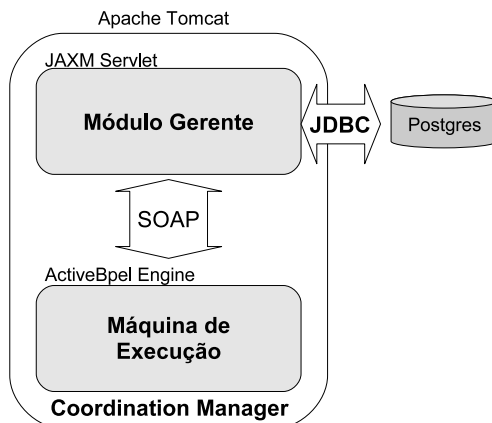 Apache Tomcat
JAXM Servlet
Módulo Gerente
JDBC
Postgres
SOAP
ActiveBpel Engine
Máquina de
Execução
Coordination Manager